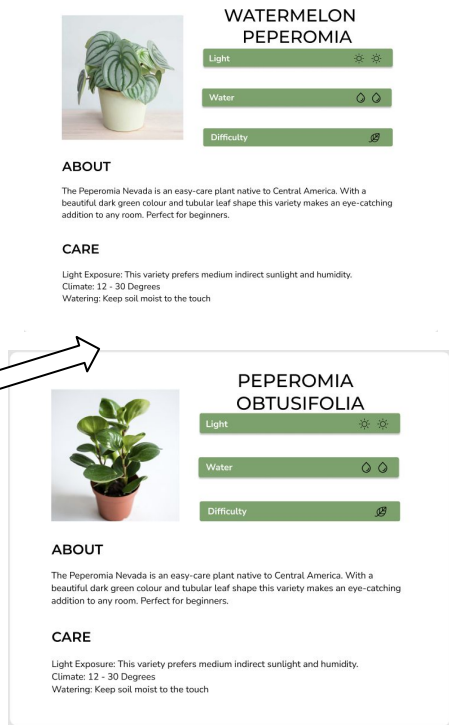 WATERMELON
PEPEROMIA
Light
Water
Difficulty
ABOUT
The Peperomia Nevada is an easy-care plant native to Central America. With a
beautiful dark green colour and tubular leaf shape this variety makes an eye-catching
addition to any room. Perfect for beginners.
CARE
Light Exposure: This variety prefers medium indirect sunlight and humidity.
Climate: 12 - 30 Degrees
Watering: Keep soil moist to the touch
PEPEROMIA
OBTUSIFOLIA
Light
Water
Difficulty
ABOUT
The Peperomia Nevada is an easy-care plant native to Central America. With a
beautiful dark green colour and tubular leaf shape this variety makes an eye-catching
addition to any room. Perfect for beginners.
CARE
Light Exposure: This variety prefers medium indirect sunlight and humidity.
Climate: 12 - 30 Degrees
Watering: Keep soil moist to the touch